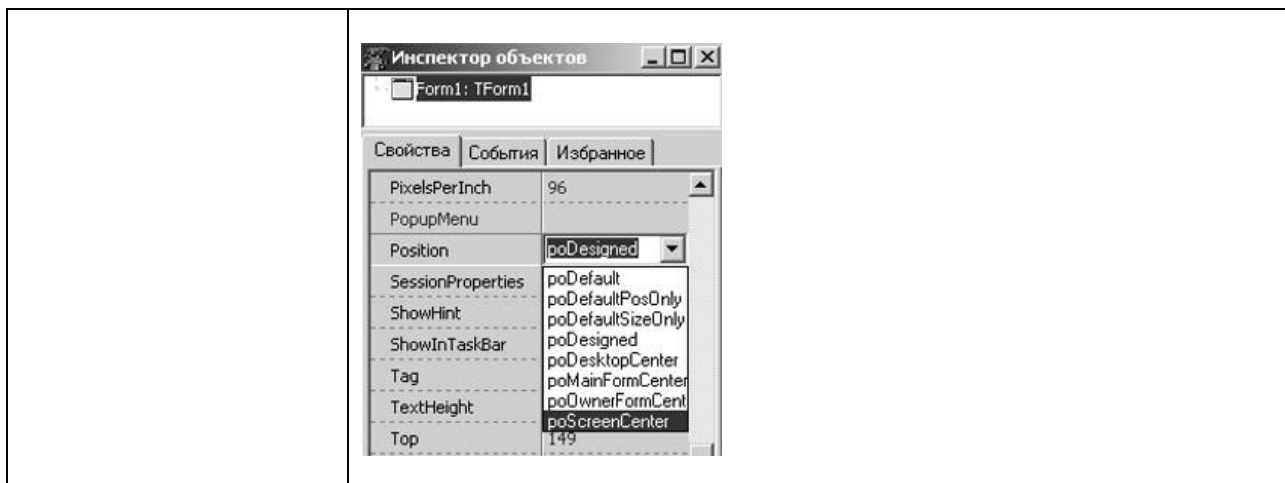 Инспектор объектов
Form1: TForm1
Свойства События Избранное
PixelsPerInch 96
PopupMenu
Position poDesigned
SessionProperties poDefault
poDefaultPosOnly
ShowHint poDefaultSizeOnly
ShowInTaskBar poDesigned
poDesktopCenter
Tag poMainFormCenter
TextHeight poOwnerFormCent
poScreenCenter
Top 149